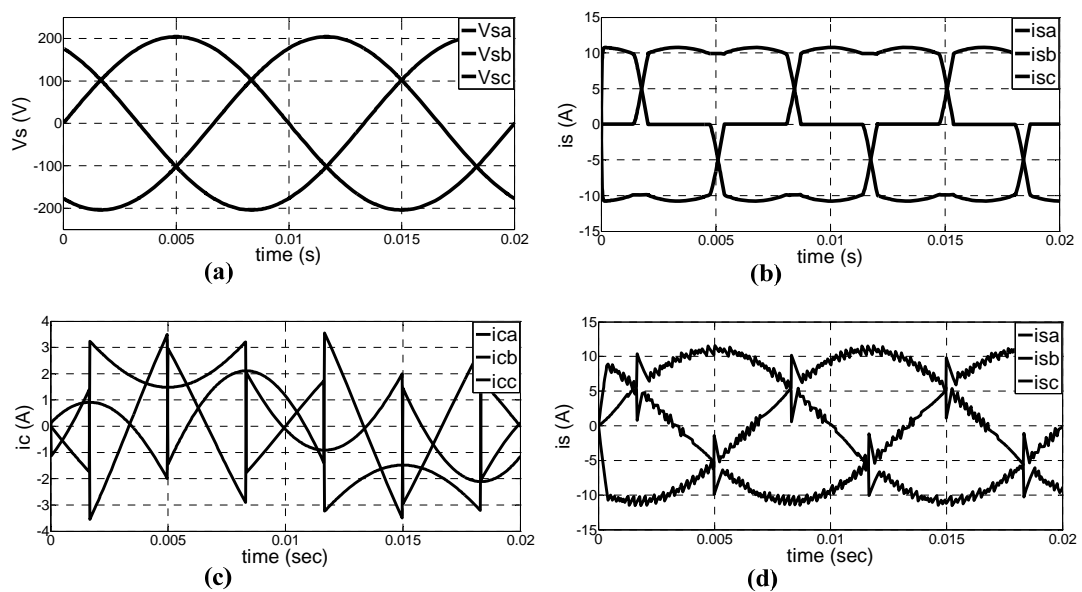 200
100
0
-100
-200
Vs (V)
Vsa
Vsb
Vsc
0
0.005
0.01
0.015
0.02
time (s)
(a)
15
10
5
0
-5
-10
-15
is (A)
isa
isb
isc
0
0.005
0.01
0.015
0.02
time (s)
(b)
4
3
2
1
0
-1
-2
-3
-4
ic (A)
ica
icb
icc
0
0.005
0.01
0.015
0.02
time (sec)
(c)
15
10
5
0
-5
-10
-15
is (A)
isa
isb
isc
0
0.005
0.01
0.015
0.02
time (sec)
(d)